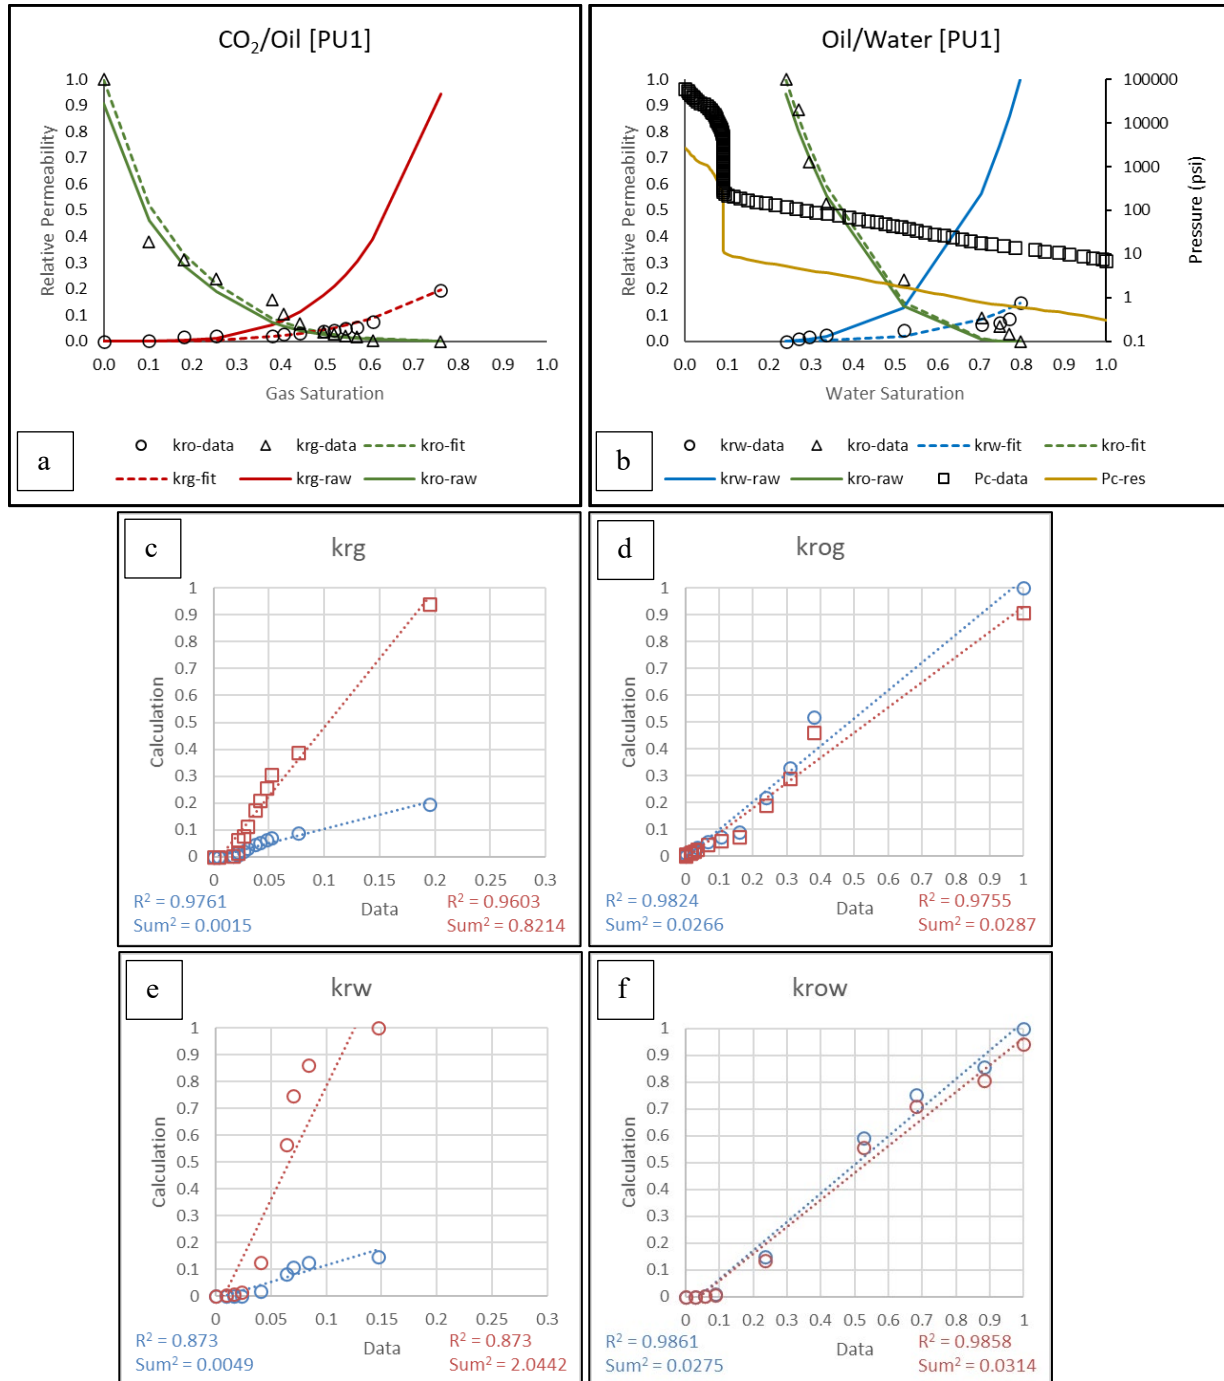 CO2/Oil [PU1]
Relative Permeability
1.0
0.9
0.8
0.7
0.6
0.5
0.4
0.3
0.2
0.1
0.0
0.0 0.1 0.2 0.3 0.4 0.5 0.6 0.7 0.8 0.9 1.0
Gas Saturation
kro-data krg-data kro-fit
krg-fit krg-raw kro-raw
a
Oil/Water [PU1]
Relative Permeability
1.0
0.9
0.8
0.7
0.6
0.5
0.4
0.3
0.2
0.1
0.0
100000
10000
1000
100
10
1
0.1
Pressure (psi)
0.0 0.1 0.2 0.3 0.4 0.5 0.6 0.7 0.8 0.9 1.0
Water Saturation
krw-data kro-data krw-fit kro-fit
krw-raw kro-raw Pc-data Pc-res
b
c
krg
Calculation
1
0.9
0.8
0.7
0.6
0.5
0.4
0.3
0.2
0.1
0
0 0.05 0.1 0.15 0.2 0.25 0.3
Data
R² = 0.9761
Sum² = 0.0015
R² = 0.9603
Sum² = 0.8214
d
krog
Calculation
1
0.9
0.8
0.7
0.6
0.5
0.4
0.3
0.2
0.1
0
0 0.1 0.2 0.3 0.4 0.5 0.6 0.7 0.8 0.9 1
Data
R² = 0.9824
Sum² = 0.0266
R² = 0.9755
Sum² = 0.0287
e
krw
Calculation
1
0.9
0.8
0.7
0.6
0.5
0.4
0.3
0.2
0.1
0
0 0.05 0.1 0.15 0.2 0.25 0.3
Data
R² = 0.873
Sum² = 0.0049
R² = 0.873
Sum² = 2.0442
f
krow
Calculation
1
0.9
0.8
0.7
0.6
0.5
0.4
0.3
0.2
0.1
0
0 0.1 0.2 0.3 0.4 0.5 0.6 0.7 0.8 0.9 1
Data
R² = 0.9861
Sum² = 0.0275
R² = 0.9858
Sum² = 0.0314